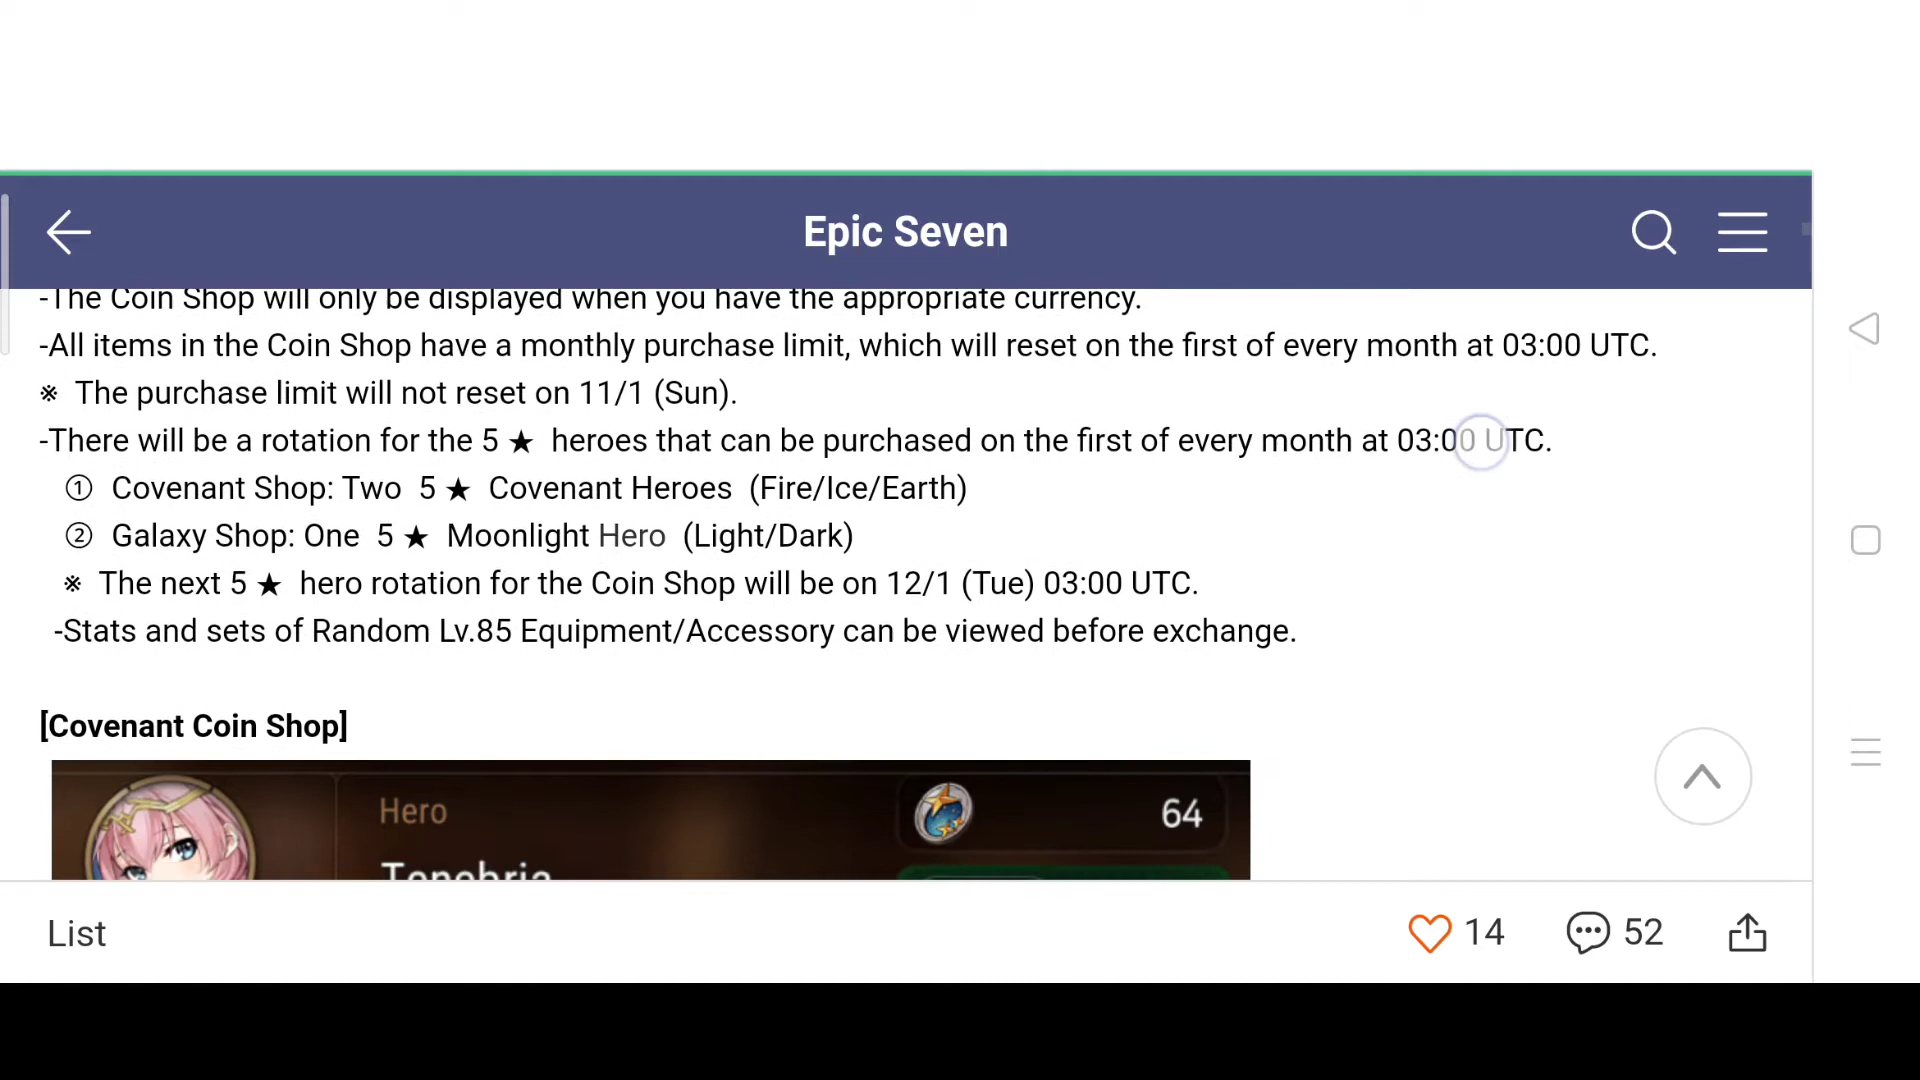 Epic Seven
-The Coin Shop will only be displayed when you have the appropriate currency.
-All items in the Coin Shop have a monthly purchase limit, which will reset on the first of every month at 03:00 UTC.
※ The purchase limit will not reset on 11/1 (Sun).
-There will be a rotation for the 5 ★ heroes that can be purchased on the first of every month at 03:00 UTC.
① Covenant Shop: Two 5 ★ Covenant Heroes (Fire/Ice/Earth)
② Galaxy Shop: One 5 ★ Moonlight Hero (Light/Dark)
※ The next 5 ★ hero rotation for the Coin Shop will be on 12/1 (Tue) 03:00 UTC.
-Stats and sets of Random Lv.85 Equipment/Accessory can be viewed before exchange.
[Covenant Coin Shop]
Hero 64
Tenebria
List 14 52